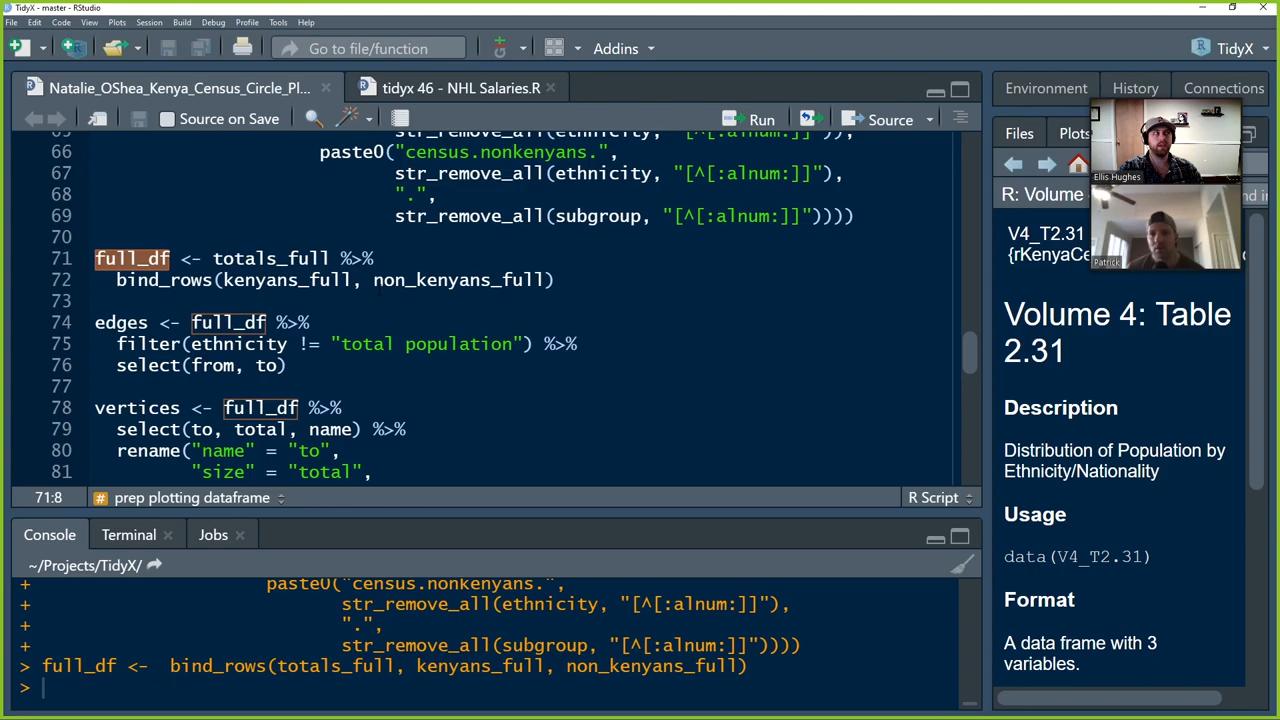 TidyX - master - RStudio
File Edit Code View Plots Session Build Debug Profile Tools Help
Go to file/function Addins TidyX
Natalie_OShea_Kenya_Census_Circle_Pl... tidyx 46 - NHL Salaries.R
Source on Save Run Source
str_remove_all(ethnicity, "[^[:alnum:]]")),
66 paste0("census.nonkenyans.",
67 str_remove_all(ethnicity, "[^[:alnum:]]"),
68 ".",
69 str_remove_all(subgroup, "[^[:alnum:]]"))))
70
71 full_df <- totals_full %>%
72 bind_rows(kenyans_full, non_kenyans_full)
73
74 edges <- full_df %>%
75 filter(ethnicity != "total population") %>%
76 select(from, to)
77
78 vertices <- full_df %>%
79 select(to, total, name) %>%
80 rename("name" = "to",
81 "size" = "total",
71:8 # prep plotting dataframe R Script
Console Terminal Jobs
~/Projects/TidyX/
+ paste0("census.nonkenyans.",
+ str_remove_all(ethnicity, "[^[:alnum:]]"),
+ ".",
+ str_remove_all(subgroup, "[^[:alnum:]]"))))
> full_df <-  bind_rows(totals_full, kenyans_full, non_kenyans_full)
>
Environment History Connections
Files Plots
Ellis Hughes
Patrick
R: Volume
V4_T2.31
{rKenyaCe
Volume 4: Table
2.31
Description
Distribution of Population by
Ethnicity/Nationality
Usage
data(V4_T2.31)
Format
A data frame with 3
variables.